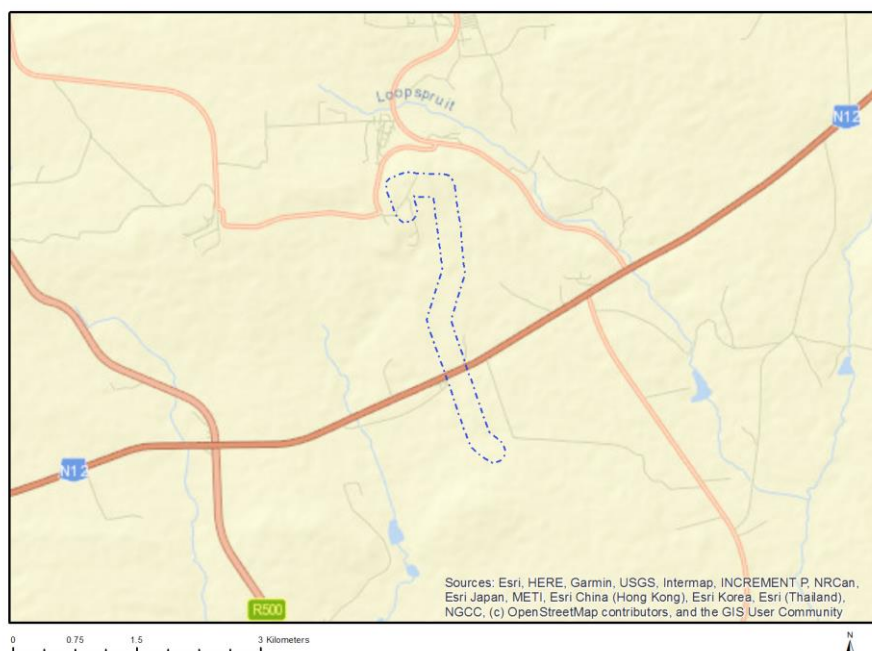 Loopspruit
N12
N12
R500
Sources: Esri, HERE, Garmin, USGS, Intermap, INCREMENT P, NRCan,
Esri Japan, METI, Esri China (Hong Kong), Esri Korea, Esri (Thailand),
NGCC, (c) OpenStreetMap contributors, and the GIS User Community
0 0.75 1.5 3 Kilometers
N